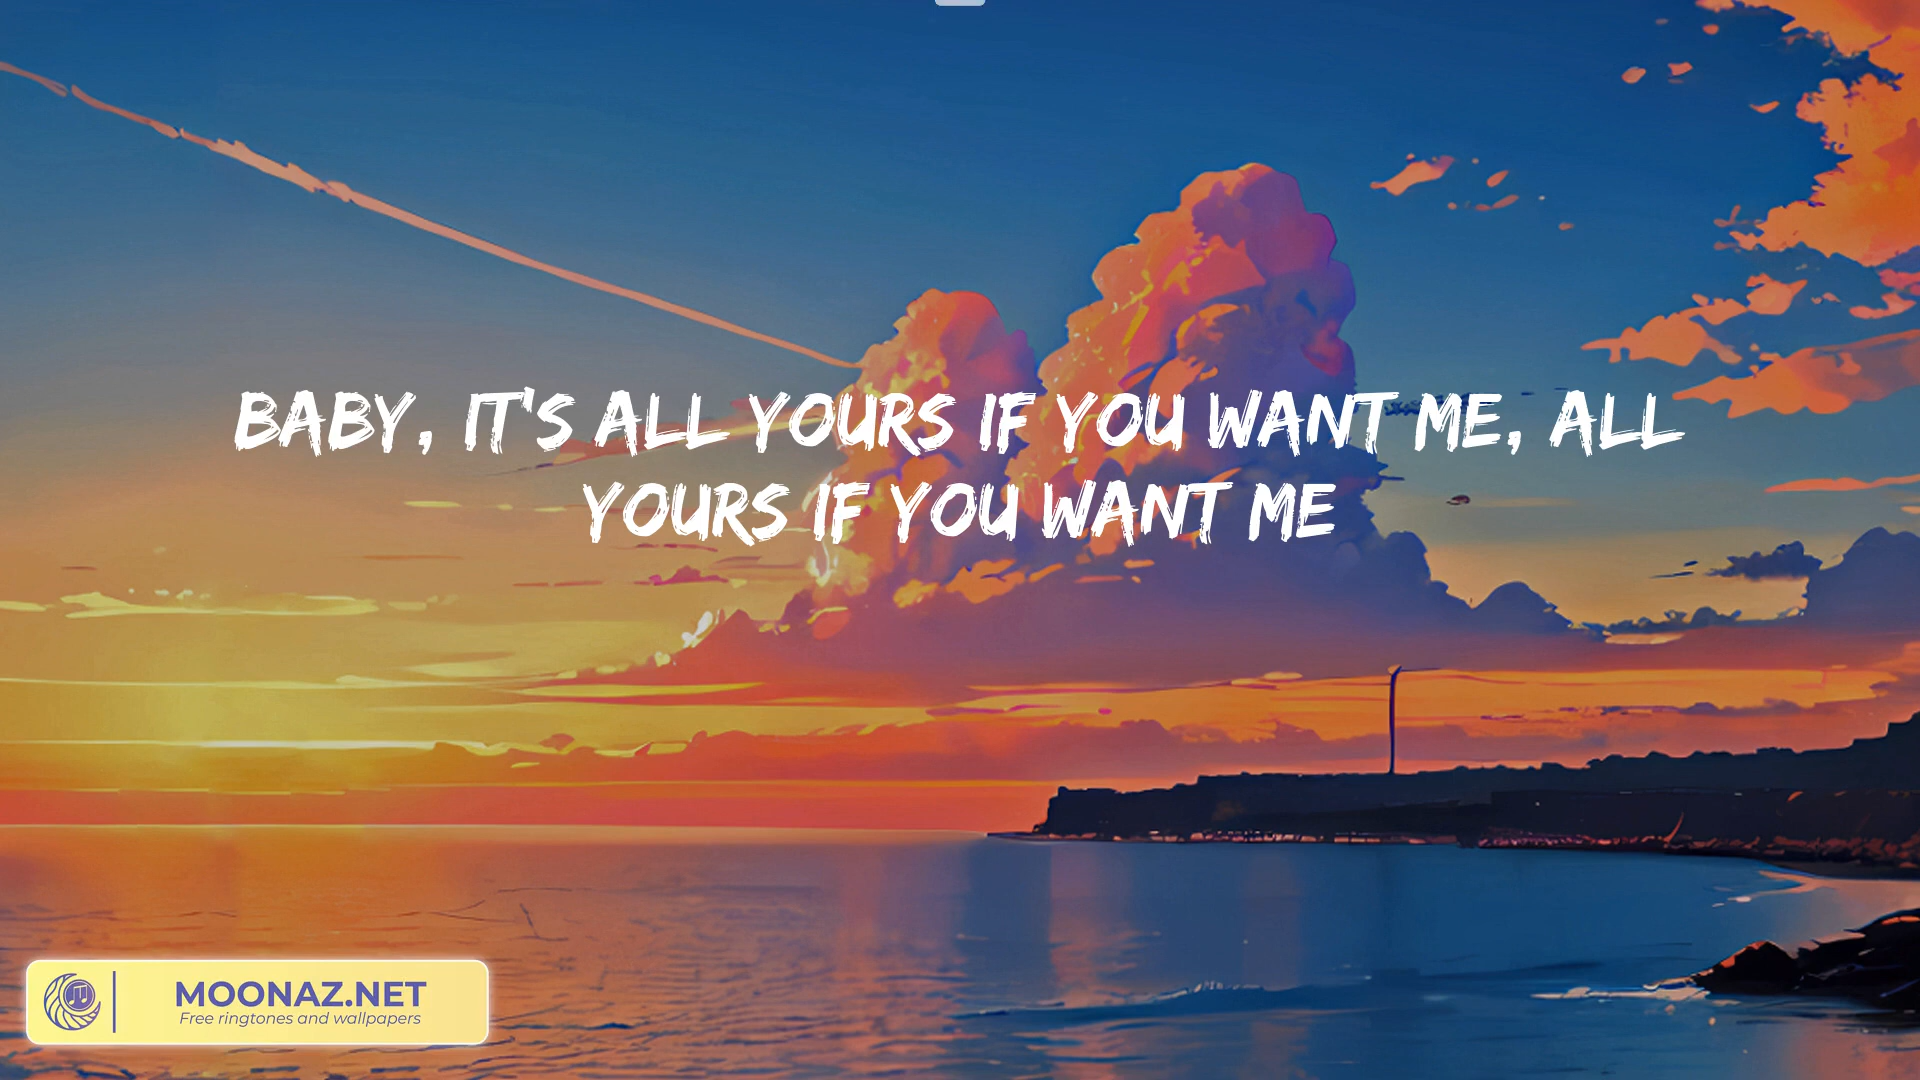 BABY, IT'S ALL YOURS IF YOU WANT ME, ALL
YOURS IF YOU WANT ME
MOONAZ.NET
Free ringtones and wallpapers